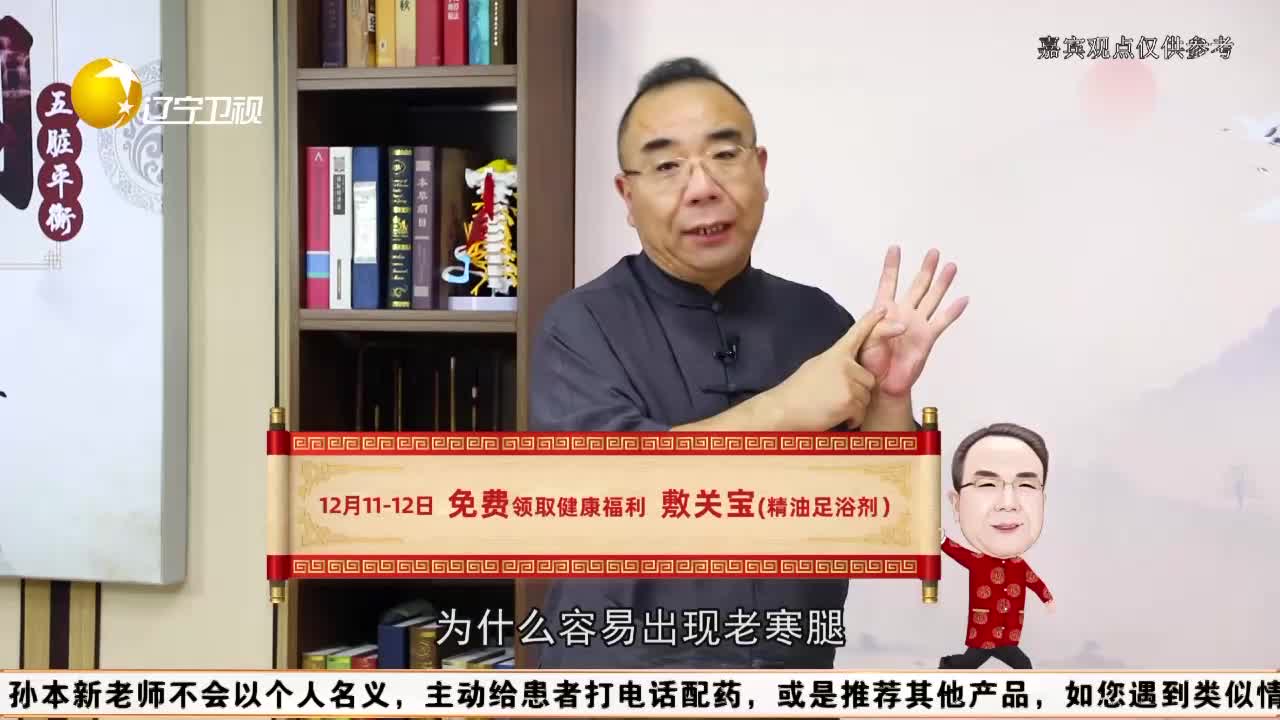 嘉宾观点仅供参考
辽宁卫视
五脏平衡
本草纲目
12月11-12日 免费领取健康福利 敷关宝(精油足浴剂)
为什么容易出现老寒腿
孙本新老师不会以个人名义，主动给患者打电话配药，或是推荐其他产品，如您遇到类似情